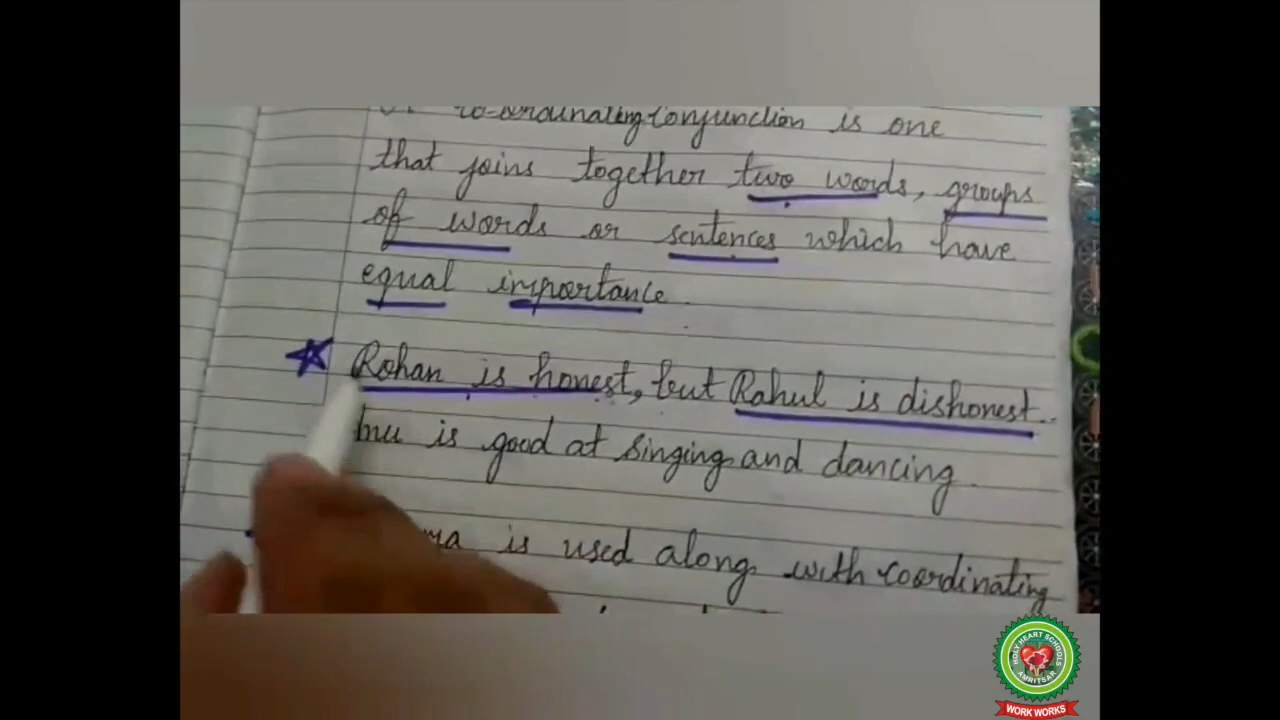 co-ordinating conjunction is one
that joins together two words, groups
of words or sentences which have
equal importance.
Rohan is honest, but Rahul is dishonest.
is good at singing and dancing.
is used along with coordinating
HOLY HEART SCHOOLS
AMRITSAR
WORK WORKS